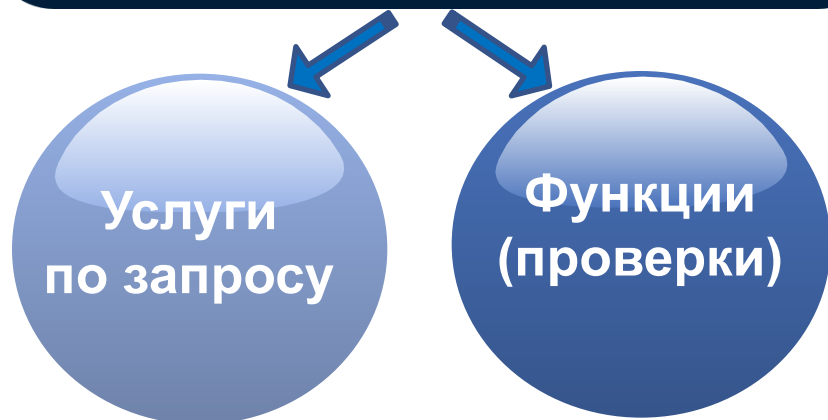 Услуги
по запросу
Функции
(проверки)